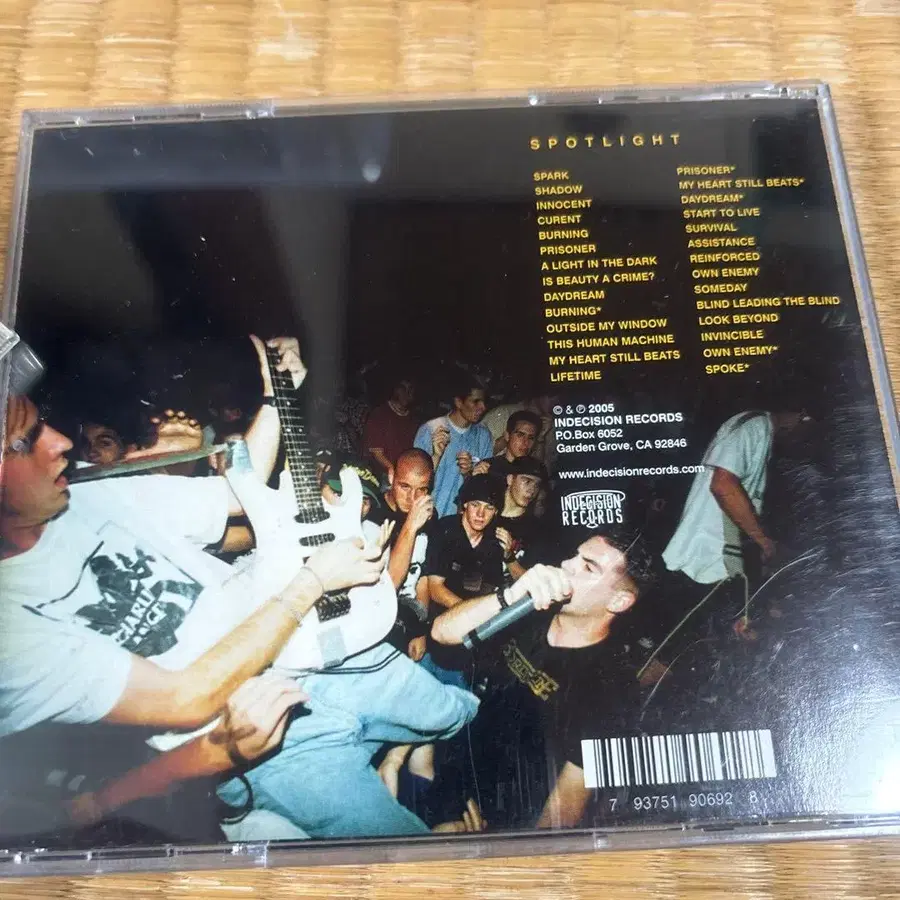 SPOTLIGHT
SPARK
SHADOW
INNOCENT
CURENT
BURNING
PRISONER
A LIGHT IN THE DARK
IS BEAUTY A CRIME?
DAYDREAM
BURNING*
OUTSIDE MY WINDOW
THIS HUMAN MACHINE
MY HEART STILL BEATS
LIFETIME
PRISONER*
MY HEART STILL BEATS*
DAYDREAM*
START TO LIVE
SURVIVAL
ASSISTANCE
REINFORCED
OWN ENEMY
SOMEDAY
BLIND LEADING THE BLIND
LOOK BEYOND
INVINCIBLE
OWN ENEMY*
SPOKE*
© & ℗ 2005
INDECISION RECORDS
P.O.Box 6052
Garden Grove, CA 92846
www.indecisionrecords.com
INDECISION
RECORDS
7 93751 90692 8